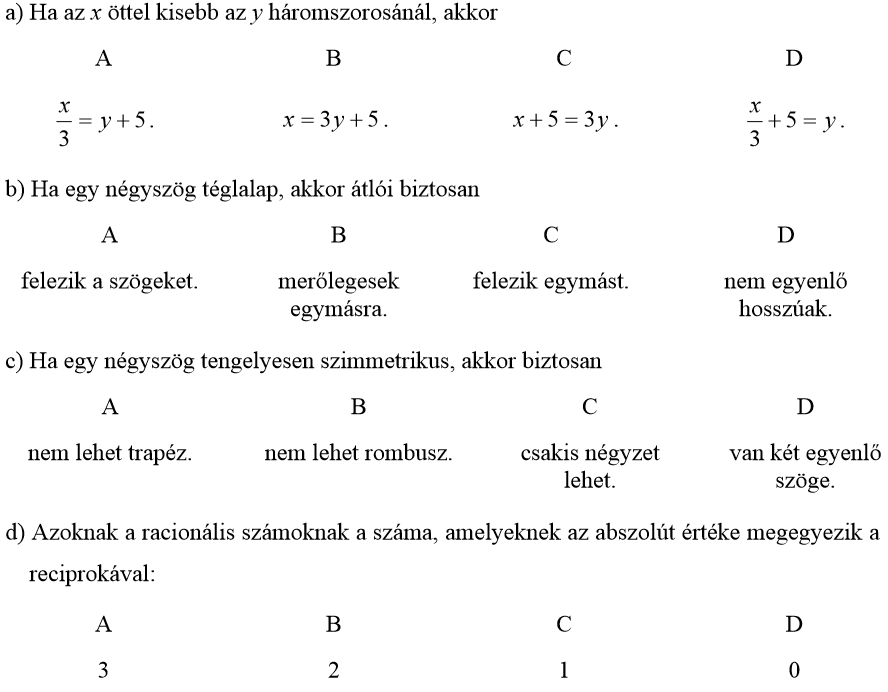 a) Ha az x öttel kisebb az y háromszorosánál, akkor
A B C D
x/3 = y + 5 . x = 3y + 5 . x + 5 = 3y . x/3 + 5 = y .
b) Ha egy négyszög téglalap, akkor átlói biztosan
A B C D
felezik a szögeket. merőlegesek felezik egymást. nem egyenlő
egymásra. hosszúak.
c) Ha egy négyszög tengelyesen szimmetrikus, akkor biztosan
A B C D
nem lehet trapéz. nem lehet rombusz. csakis négyzet van két egyenlő
lehet. szöge.
d) Azoknak a racionális számoknak a száma, amelyeknek az abszolút értéke megegyezik a
reciprokával:
A B C D
3 2 1 0